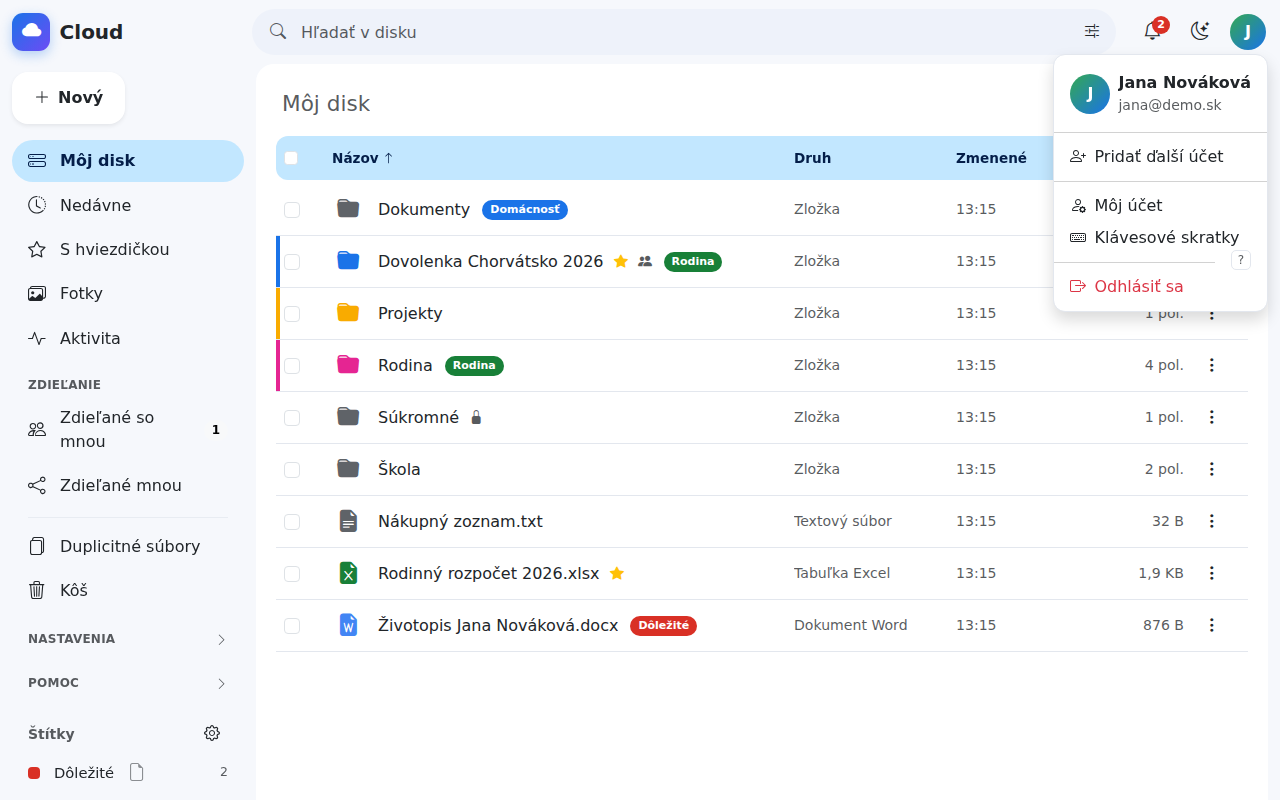 Cloud
Hľadať v disku
2
J
Nový
Môj disk
Nedávne
S hviezdičkou
Fotky
Aktivita
ZDIEĽANIE
Zdieľané so
mnou
1
Zdieľané mnou
Duplicitné súbory
Kôš
NASTAVENIA
POMOC
Štítky
Dôležité 2
Môj disk
Názov ↑ Druh Zmenené
Dokumenty Domácnosť Zložka 13:15
Dovolenka Chorvátsko 2026 Rodina Zložka 13:15
Projekty Zložka 13:15 1 pol.
Rodina Rodina Zložka 13:15 4 pol.
Súkromné Zložka 13:15 1 pol.
Škola Zložka 13:15 2 pol.
Nákupný zoznam.txt Textový súbor 13:15 32 B
Rodinný rozpočet 2026.xlsx Tabuľka Excel 13:15 1,9 KB
Životopis Jana Nováková.docx Dôležité Dokument Word 13:15 876 B
J
Jana Nováková
jana@demo.sk
Pridať ďalší účet
Môj účet
Klávesové skratky
?
Odhlásiť sa